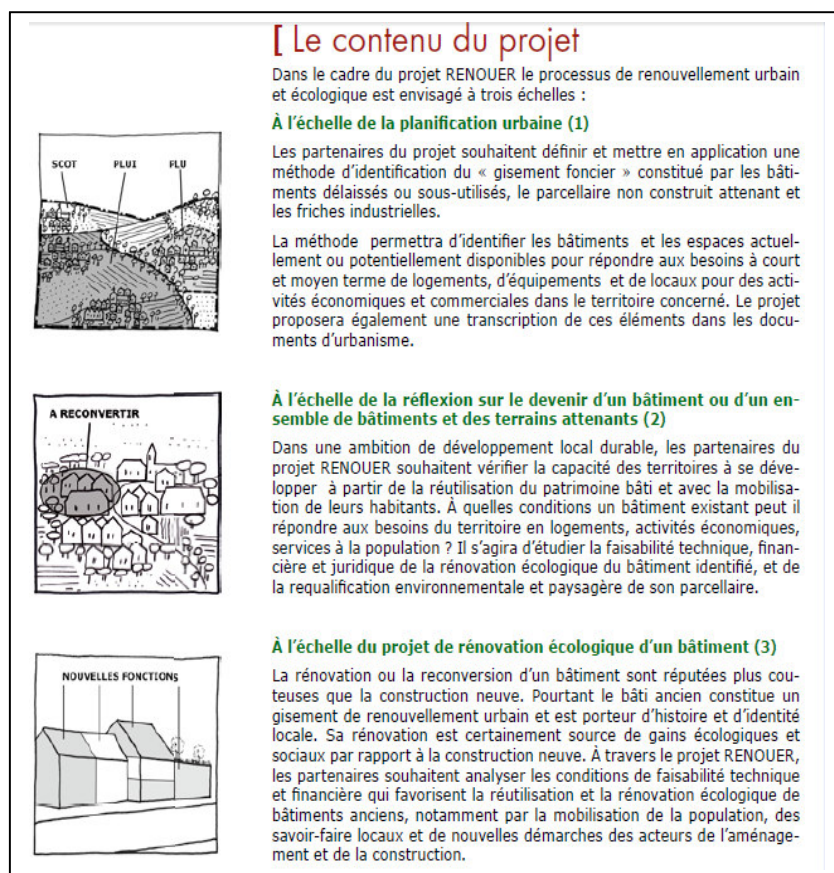 [ Le contenu du projet
Dans le cadre du projet RENOUER le processus de renouvellement urbain
et écologique est envisagé à trois échelles :
À l’échelle de la planification urbaine (1)
SCOT PLUI PLU
Les partenaires du projet souhaitent définir et mettre en application une
méthode d’identification du « gisement foncier » constitué par les bâti-
ments délaissés ou sous-utilisés, le parcellaire non construit attenant et
les friches industrielles.
La méthode permettra d’identifier les bâtiments et les espaces actuel-
lement ou potentiellement disponibles pour répondre aux besoins à court
et moyen terme de logements, d’équipements et de locaux pour des acti-
vités économiques et commerciales dans le territoire concerné. Le projet
proposera également une transcription de ces éléments dans les docu-
ments d’urbanisme.
À l’échelle de la réflexion sur le devenir d’un bâtiment ou d’un en-
semble de bâtiments et des terrains attenants (2)
A RECONVERTIR
Dans une ambition de développement local durable, les partenaires du
projet RENOUER souhaitent vérifier la capacité des territoires à se déve-
lopper à partir de la réutilisation du patrimoine bâti et avec la mobilisa-
tion de leurs habitants. À quelles conditions un bâtiment existant peut il
répondre aux besoins du territoire en logements, activités économiques,
services à la population ? Il s’agira d’étudier la faisabilité technique, finan-
cière et juridique de la rénovation écologique du bâtiment identifié, et de
la requalification environnementale et paysagère de son parcellaire.
À l’échelle du projet de rénovation écologique d’un bâtiment (3)
NOUVELLES FONCTIONS
La rénovation ou la reconversion d’un bâtiment sont réputées plus cou-
teuses que la construction neuve. Pourtant le bâti ancien constitue un
gisement de renouvellement urbain et est porteur d’histoire et d’identité
locale. Sa rénovation est certainement source de gains écologiques et
sociaux par rapport à la construction neuve. À travers le projet RENOUER,
les partenaires souhaitent analyser les conditions de faisabilité technique
et financière qui favorisent la réutilisation et la rénovation écologique de
bâtiments anciens, notamment par la mobilisation de la population, des
savoir-faire locaux et de nouvelles démarches des acteurs de l’aménage-
ment et de la construction.